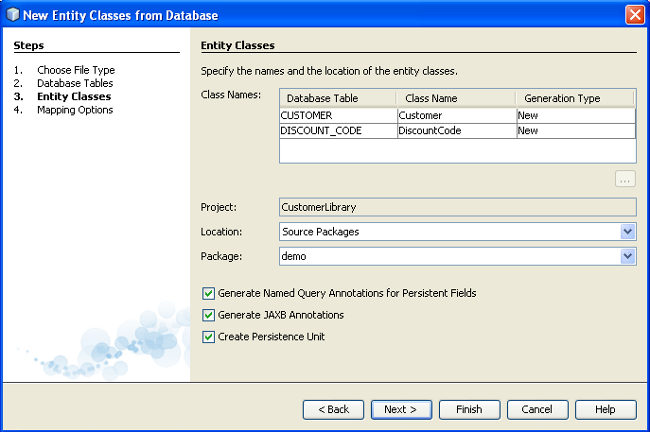 New Entity Classes from Database
Steps
1. Choose File Type
2. Database Tables
3. Entity Classes
4. Mapping Options
Entity Classes
Specify the names and the location of the entity classes.
Class Names:
Database Table Class Name Generation Type
CUSTOMER Customer New
DISCOUNT_CODE DiscountCode New
...
Project: CustomerLibrary
Location: Source Packages
Package: demo
Generate Named Query Annotations for Persistent Fields
Generate JAXB Annotations
Create Persistence Unit
< Back Next > Finish Cancel Help